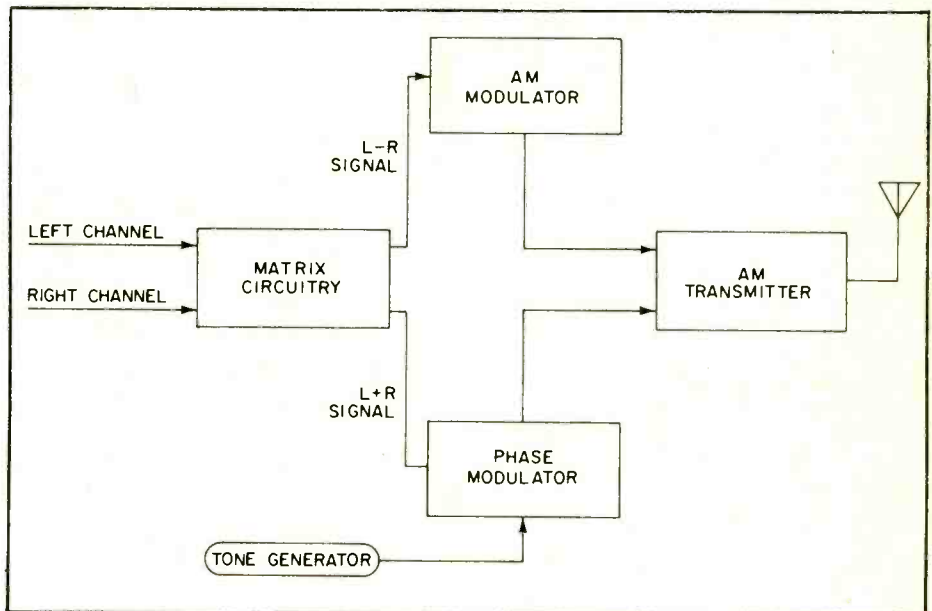 AM
MODULATOR
L–R
SIGNAL
LEFT CHANNEL
MATRIX
CIRCUITRY
RIGHT CHANNEL
AM
TRANSMITTER
L+R
SIGNAL
PHASE
MODULATOR
TONE GENERATOR